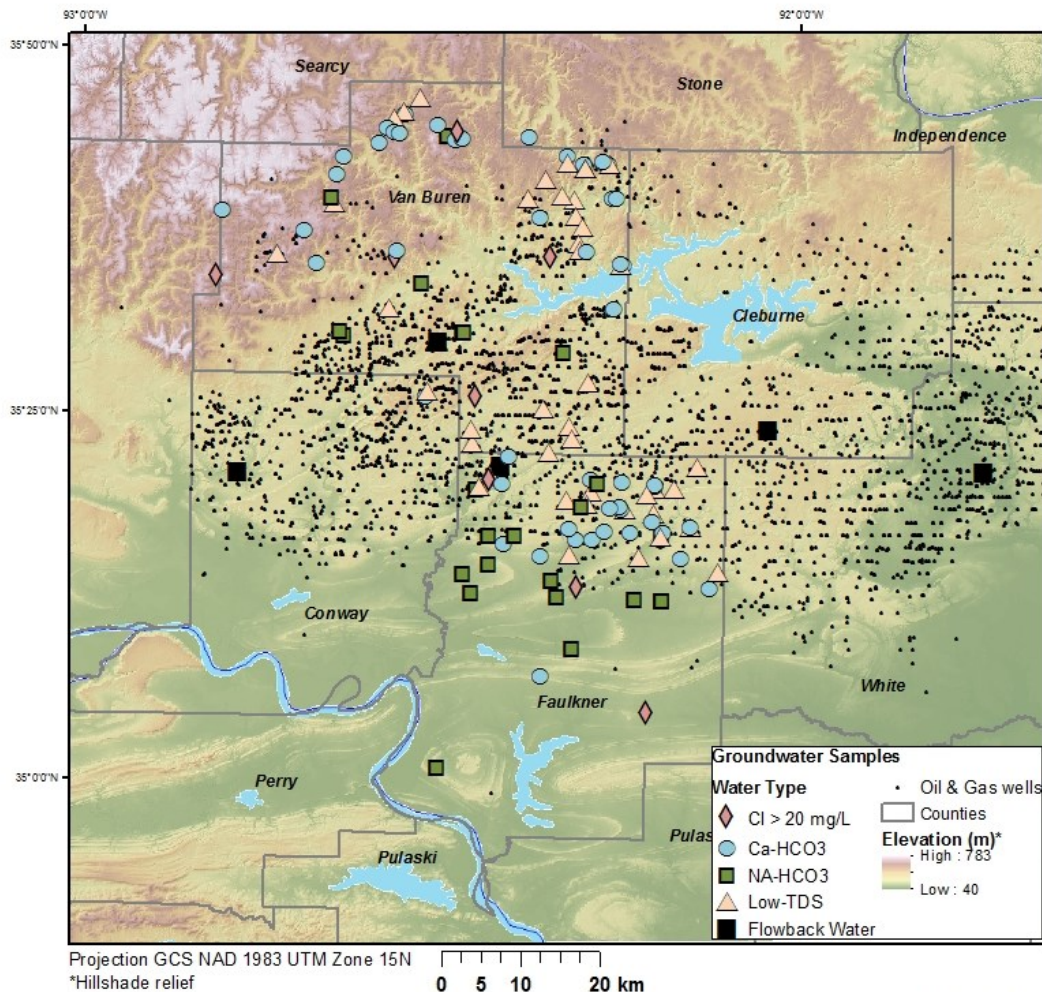 93°0'0"W
92°0'0"W
35°50'0"N
Searcy
Stone
Independence
Van Buren
Cleburne
35°25'0"N
Conway
White
Faulkner
35°0'0"N
Perry
Pulaski
Pulas
Groundwater Samples
Water Type
Cl > 20 mg/L
Ca-HCO3
NA-HCO3
Low-TDS
Flowback Water
Oil & Gas wells
Counties
Elevation (m)*
High : 783
Low : 40
Projection GCS NAD 1983 UTM Zone 15N
*Hillshade relief
0 5 10 20 km